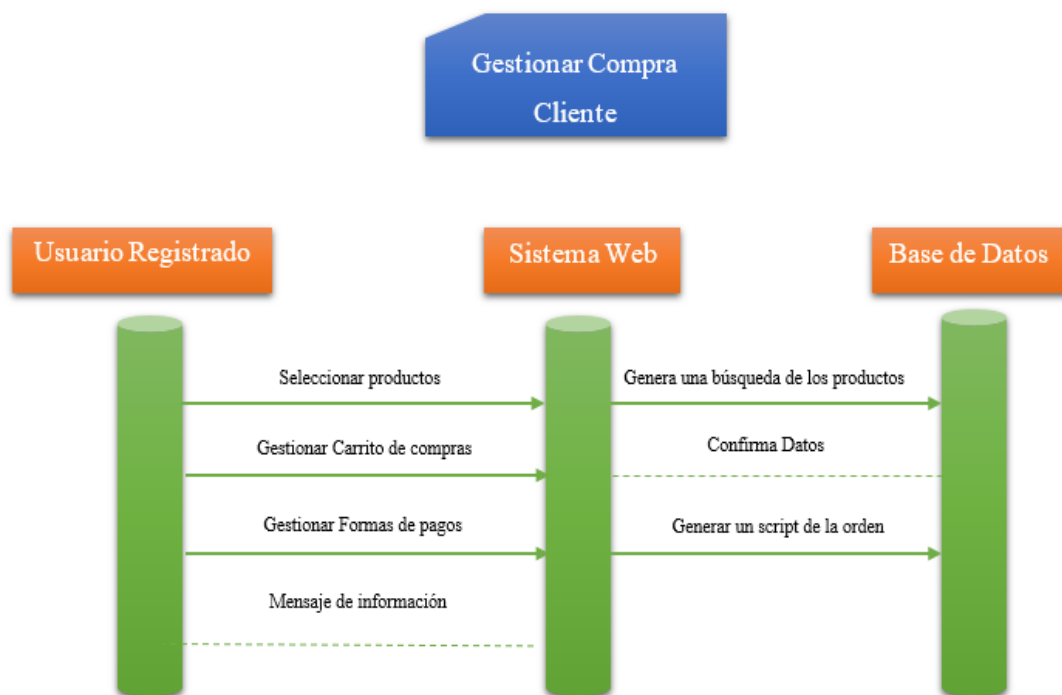 Gestionar Compra
Cliente
Usuario Registrado
Sistema Web
Base de Datos
Seleccionar productos
Genera una búsqueda de los productos
Gestionar Carrito de compras
Confirma Datos
Gestionar Formas de pagos
Generar un script de la orden
Mensaje de información